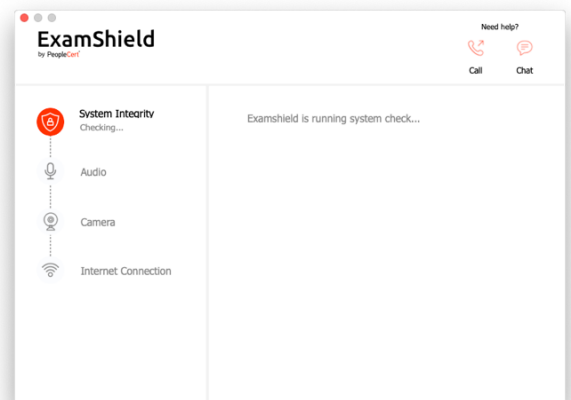 Need help?
ExamShield
by PeopleCert
Call
Chat
System Integrity
Checking...
Examshield is running system check...
Audio
Camera
Internet Connection